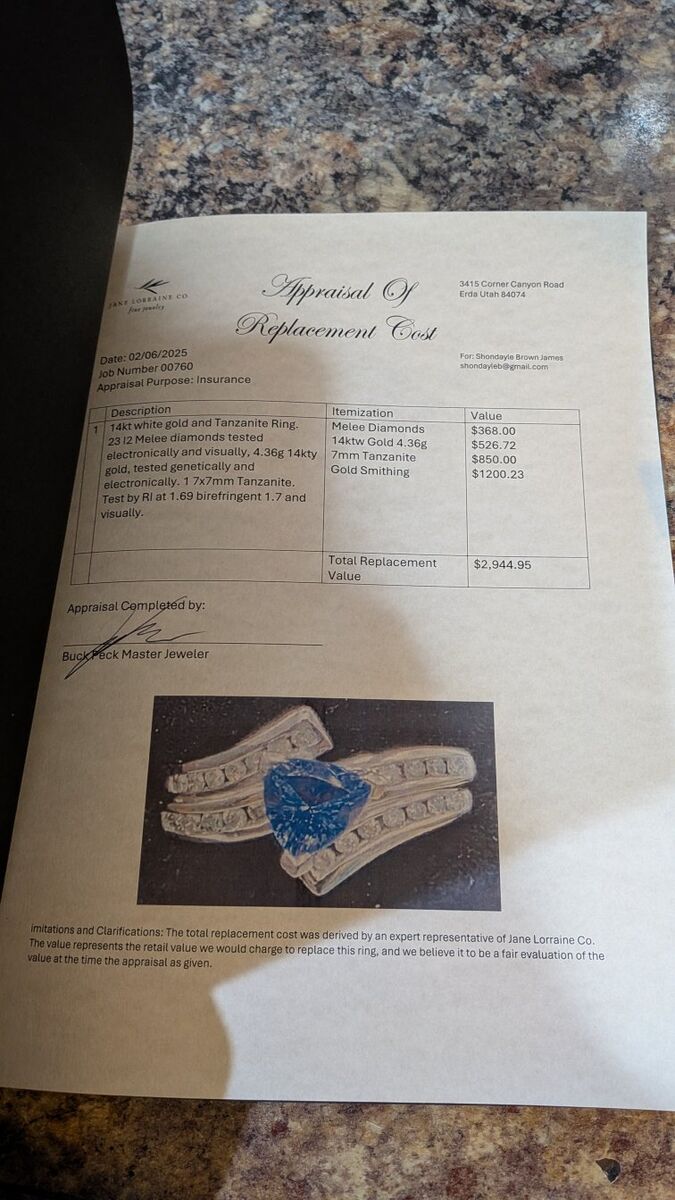 JANE LORRAINE CO
fine jewelry
Appraisal Of
Replacement Cost
3415 Corner Canyon Road
Erda Utah 84074
Date: 02/06/2025
Job Number 00760
Appraisal Purpose: Insurance
For: Shondayle Brown James
shondayleb@gmail.com
Description
Itemization
Value
1
14kt white gold and Tanzanite Ring.
23 I2 Melee diamonds tested
electronically and visually, 4.36g 14kty
gold, tested genetically and
electronically. 1 7x7mm Tanzanite.
Test by RI at 1.69 birefringent 1.7 and
visually.
Melee Diamonds
14ktw Gold 4.36g
7mm Tanzanite
Gold Smithing
$368.00
$526.72
$850.00
$1200.23
Total Replacement
Value
$2,944.95
Appraisal Completed by:
Buck Peck Master Jeweler
imitations and Clarifications: The total replacement cost was derived by an expert representative of Jane Lorraine Co.
The value represents the retail value we would charge to replace this ring, and we believe it to be a fair evaluation of the
value at the time the appraisal as given.